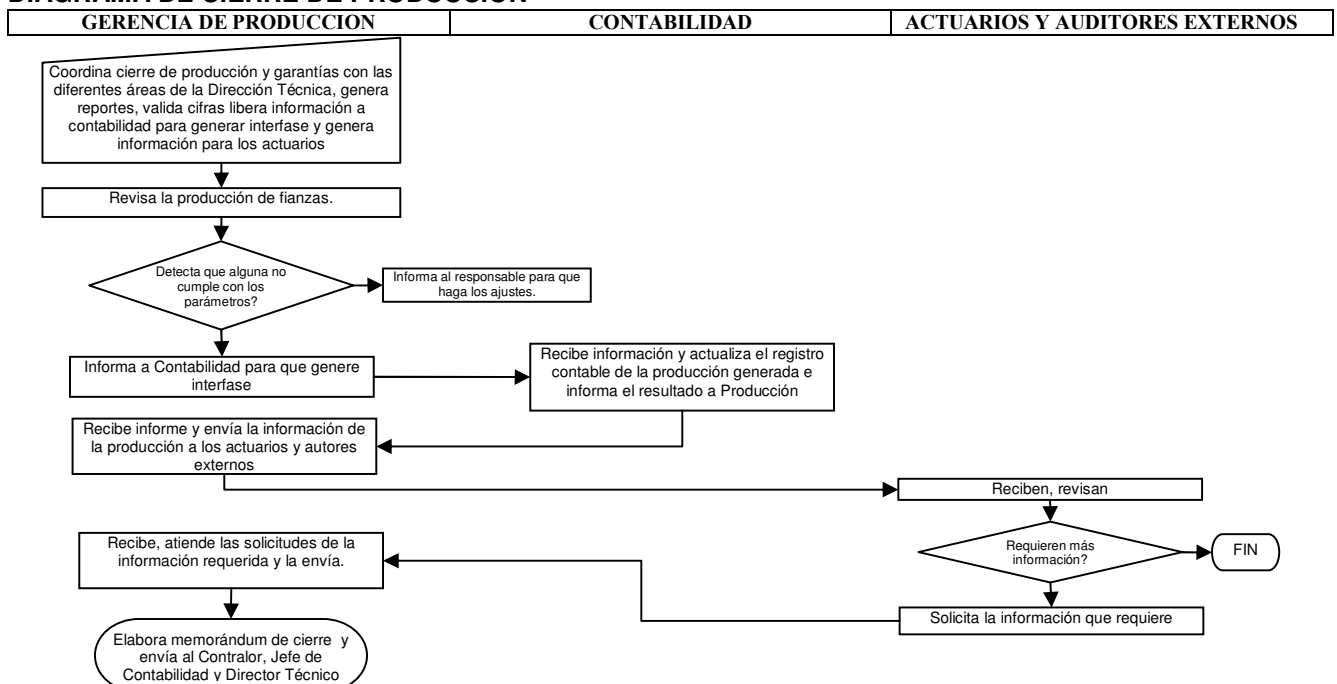 DIAGRAMA DE CIERRE DE PRODUCCION
GERENCIA DE PRODUCCION
CONTABILIDAD
ACTUARIOS Y AUDITORES EXTERNOS
Coordina cierre de producción y garantías con las
diferentes áreas de la Dirección Técnica, genera
reportes, valida cifras libera información a
contabilidad para generar interfase y genera
información para los actuarios
Revisa la producción de fianzas.
Detecta que alguna no
cumple con los
parámetros?
Informa al responsable para que
haga los ajustes.
Informa a Contabilidad para que genere
interfase
Recibe información y actualiza el registro
contable de la producción generada e
informa el resultado a Producción
Recibe informe y envía la información de
la producción a los actuarios y autores
externos
Reciben, revisan
Requieren más
información?
FIN
Solicita la información que requiere
Recibe, atiende las solicitudes de la
información requerida y la envía.
Elabora memorándum de cierre y
envía al Contralor, Jefe de
Contabilidad y Director Técnico